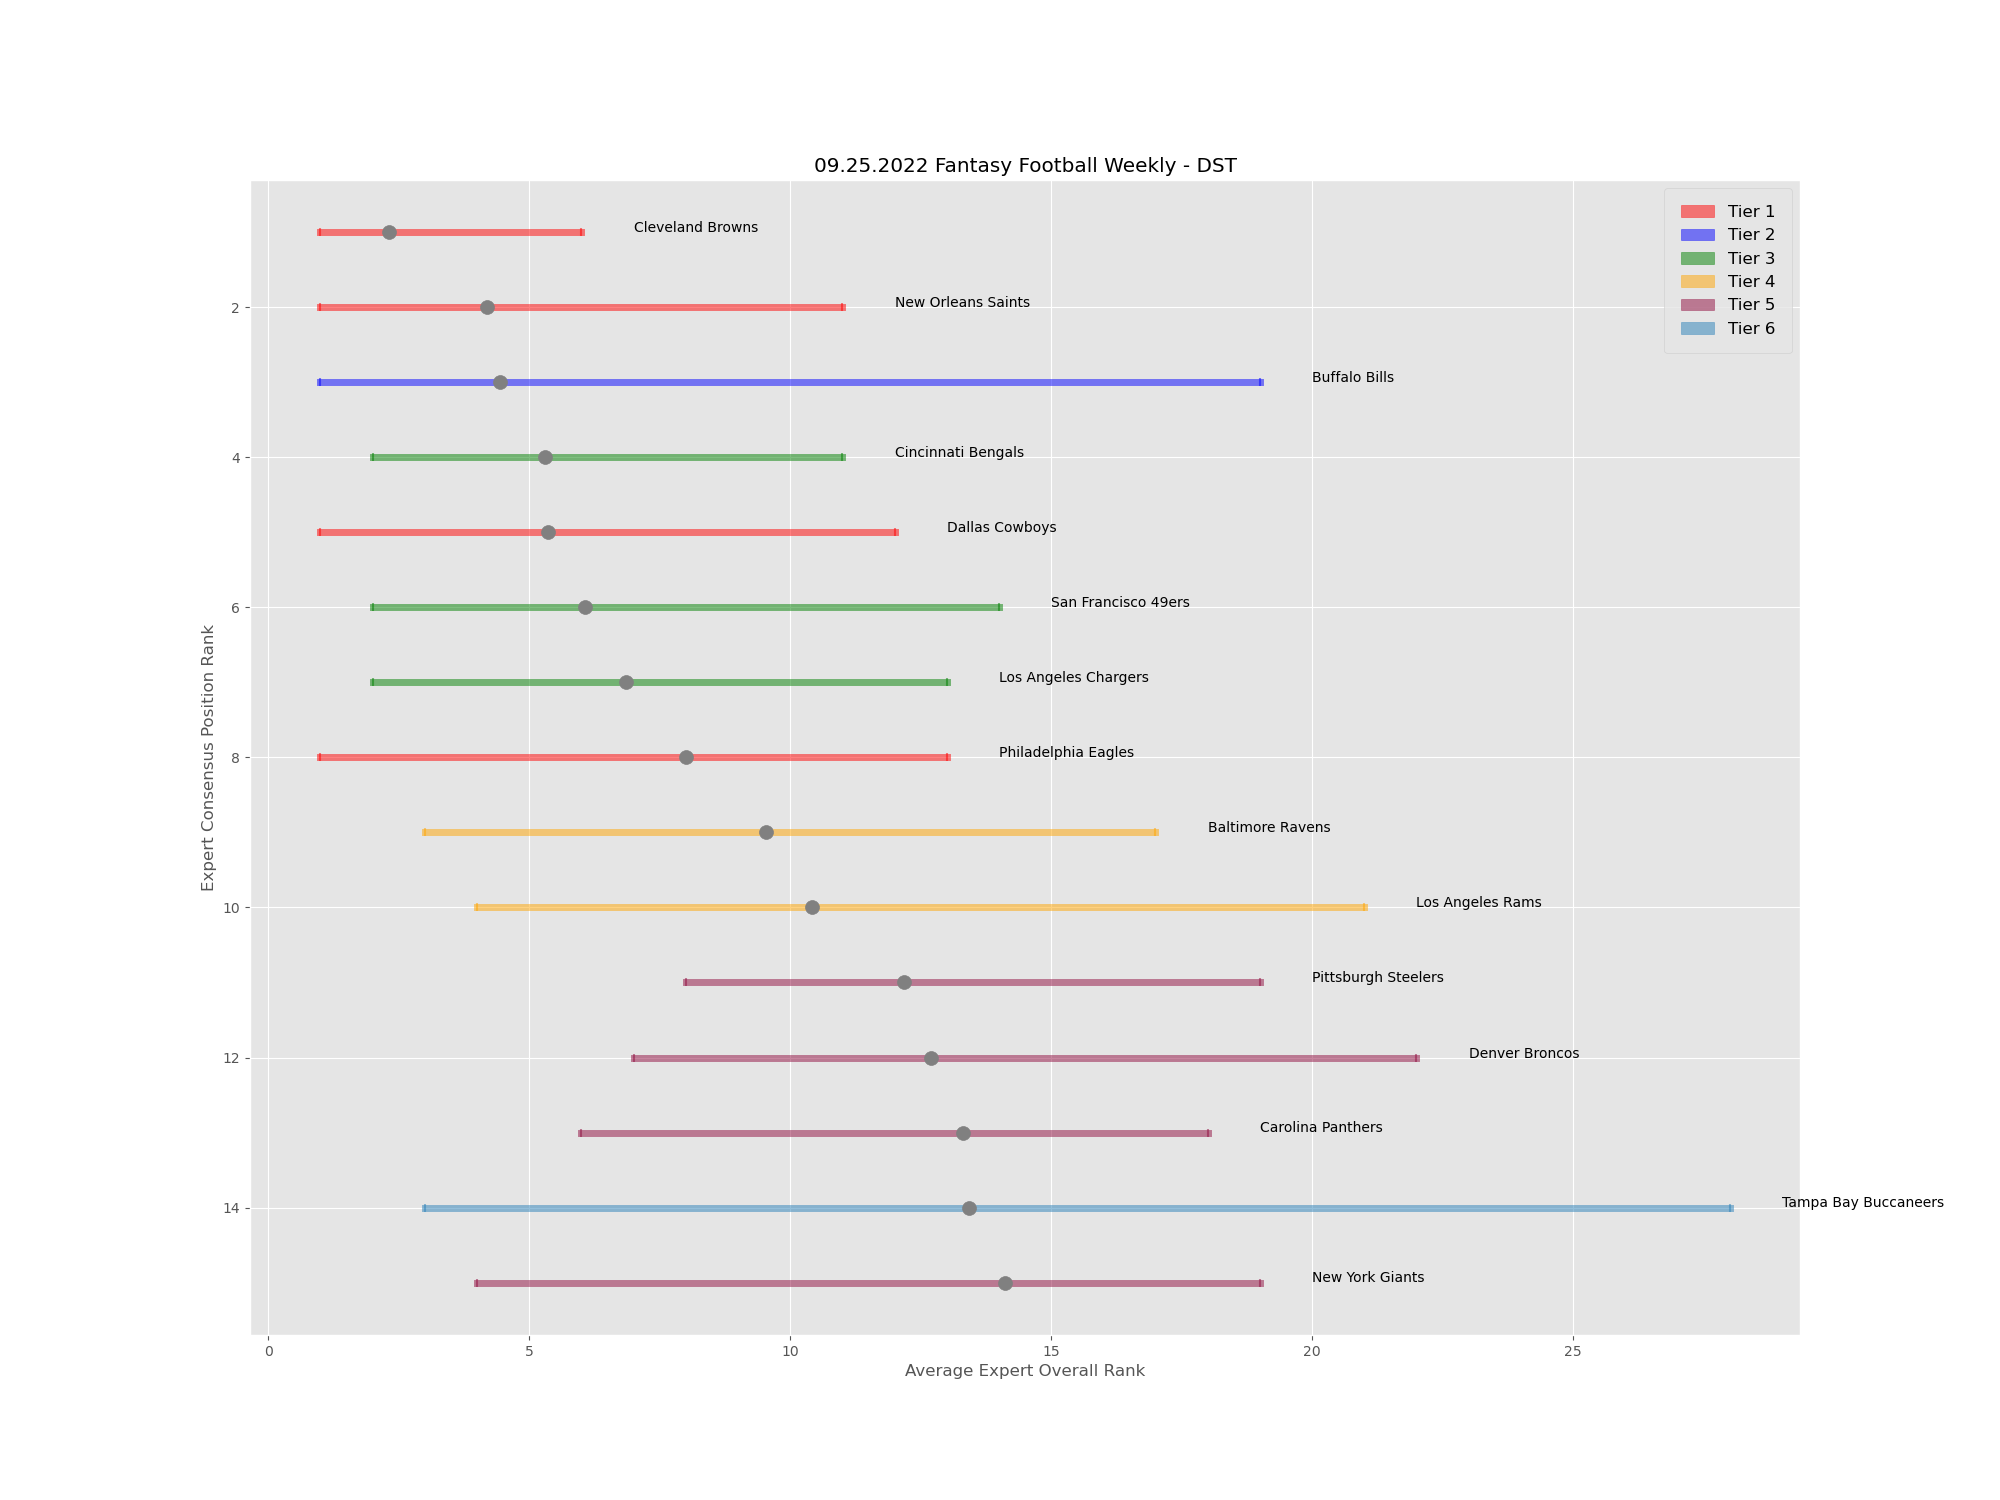 09.25.2022 Fantasy Football Weekly - DST
Tier 1
Tier 2
Tier 3
Tier 4
Tier 5
Tier 6
Cleveland Browns
2
New Orleans Saints
Buffalo Bills
4
Cincinnati Bengals
Dallas Cowboys
6
San Francisco 49ers
Los Angeles Chargers
8
Philadelphia Eagles
Baltimore Ravens
10
Los Angeles Rams
Pittsburgh Steelers
12
Denver Broncos
Carolina Panthers
14
Tampa Bay Buccaneers
New York Giants
Expert Consensus Position Rank
0 5 10 15 20 25
Average Expert Overall Rank